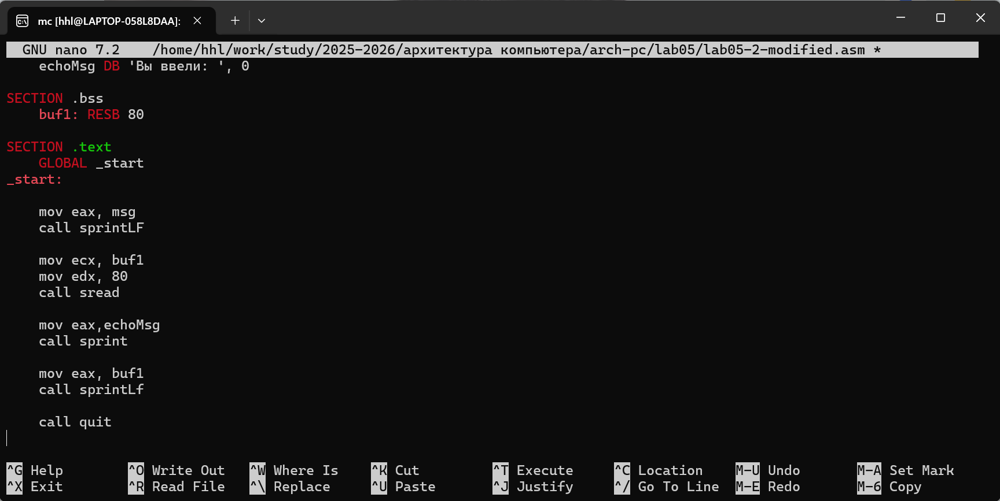 mc [hhl@LAPTOP-058L8DAA]:
GNU nano 7.2 /home/hhl/work/study/2025-2026/архитектура компьютера/arch-pc/lab05/lab05-2-modified.asm *
echoMsg DB 'Вы ввели: ', 0
SECTION .bss
buf1: RESB 80
SECTION .text
GLOBAL _start
_start:
mov eax, msg
call sprintLF
mov ecx, buf1
mov edx, 80
call sread
mov eax,echoMsg
call sprint
mov eax, buf1
call sprintLf
call quit
^G Help ^O Write Out ^W Where Is ^K Cut ^T Execute ^C Location M-U Undo M-A Set Mark
^X Exit ^R Read File ^\ Replace ^U Paste ^J Justify ^/ Go To Line M-E Redo M-6 Copy